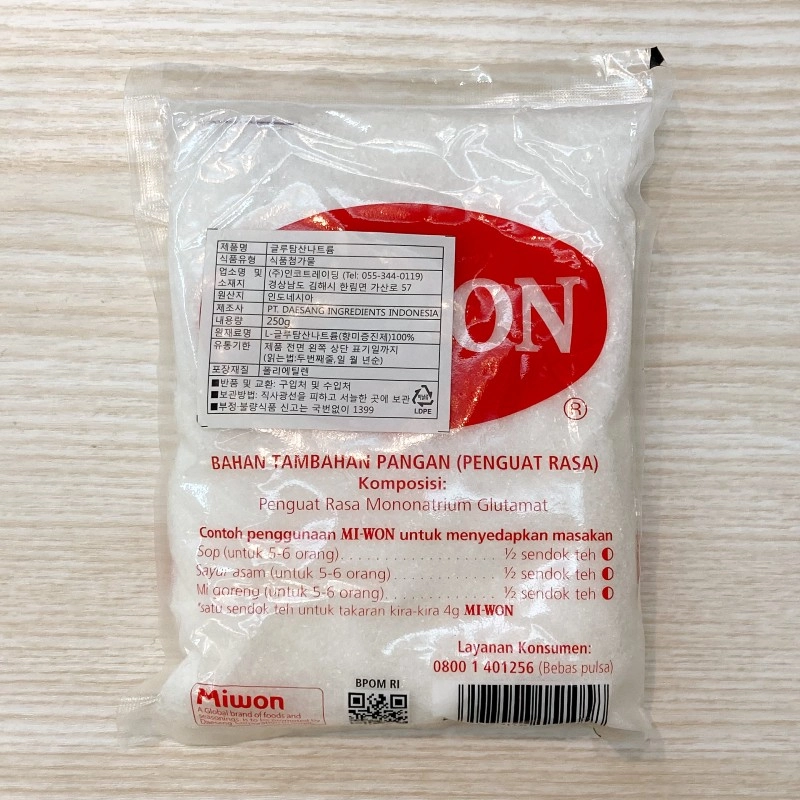 제품명 글루탐산나트륨
식품유형 식품첨가물
업소명 및 소재지 (주)인코트레이딩 (Tel: 055-344-0119)
경상남도 김해시 한림면 가산로 57
원산지 인도네시아
제조사 PT. DAESANG INGREDIENTS INDONESIA
내용량 250g
원재료명 L-글루탐산나트륨(향미증진제)100%
유통기한 제품 전면 왼쪽 상단 표기일까지
(읽는법:두번째줄,일 월 년순)
포장재질 폴리에틸렌
■반품 및 교환: 구입처 및 수입처
■보관방법: 직사광선을 피하고 서늘한 곳에 보관
■부정·불량식품 신고는 국번없이 1399
LDPE
WON
®
BAHAN TAMBAHAN PANGAN (PENGUAT RASA)
Komposisi:
Penguat Rasa Mononatrium Glutamat
Contoh penggunaan MI-WON untuk menyedapkan masakan
Sop (untuk 5-6 orang) ½ sendok teh
Sayur asam (untuk 5-6 orang) ½ sendok teh
Mi goreng (untuk 5-6 orang) ½ sendok teh
*satu sendok teh untuk takaran kira-kira 4g MI-WON
Layanan Konsumen:
0800 1 401256 (Bebas pulsa)
BPOM RI
Miwon
A Global brand of foods and